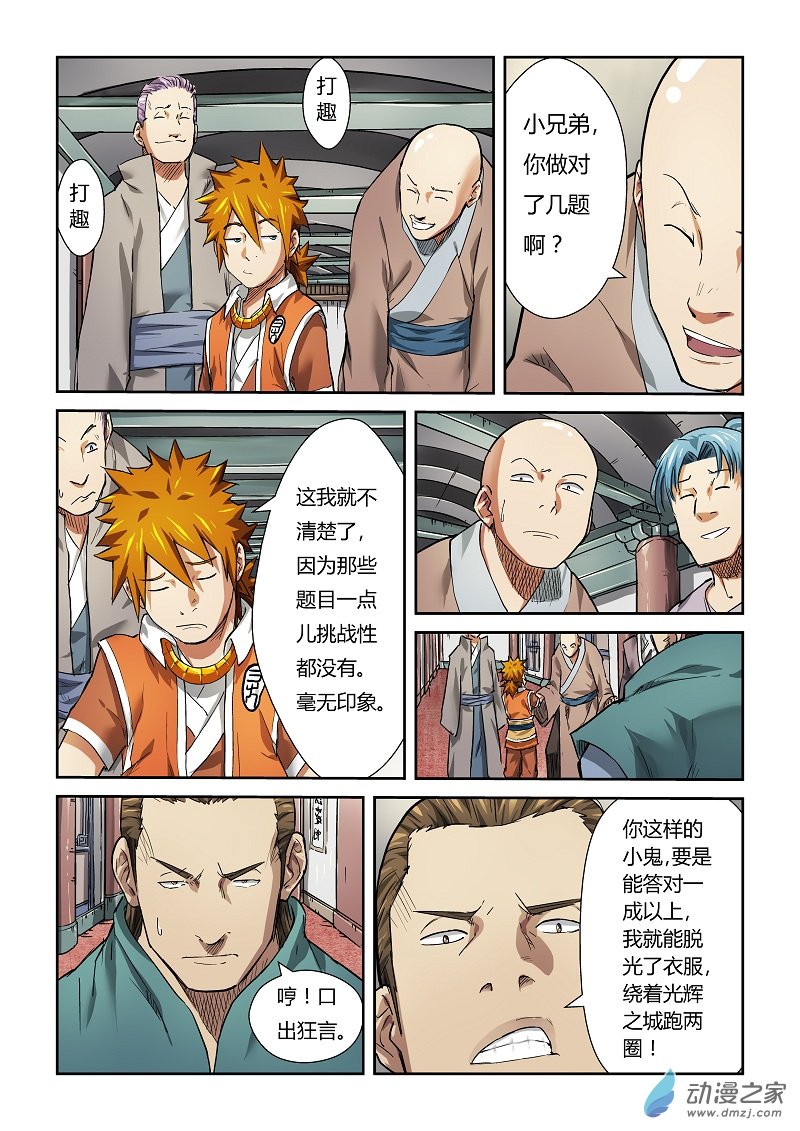 打
趣
打
趣
小兄弟，
你做对
了几题
啊？
这我就不
清楚了，
因为那些
题目一点
儿挑战性
都没有。
毫无印象。
哼！口
出狂言。
你这样的
小鬼，要是
能答对一
成以上，
我就能脱
光了衣服，
绕着光辉
之城跑两
圈！
动漫之家
www.dmzj.com